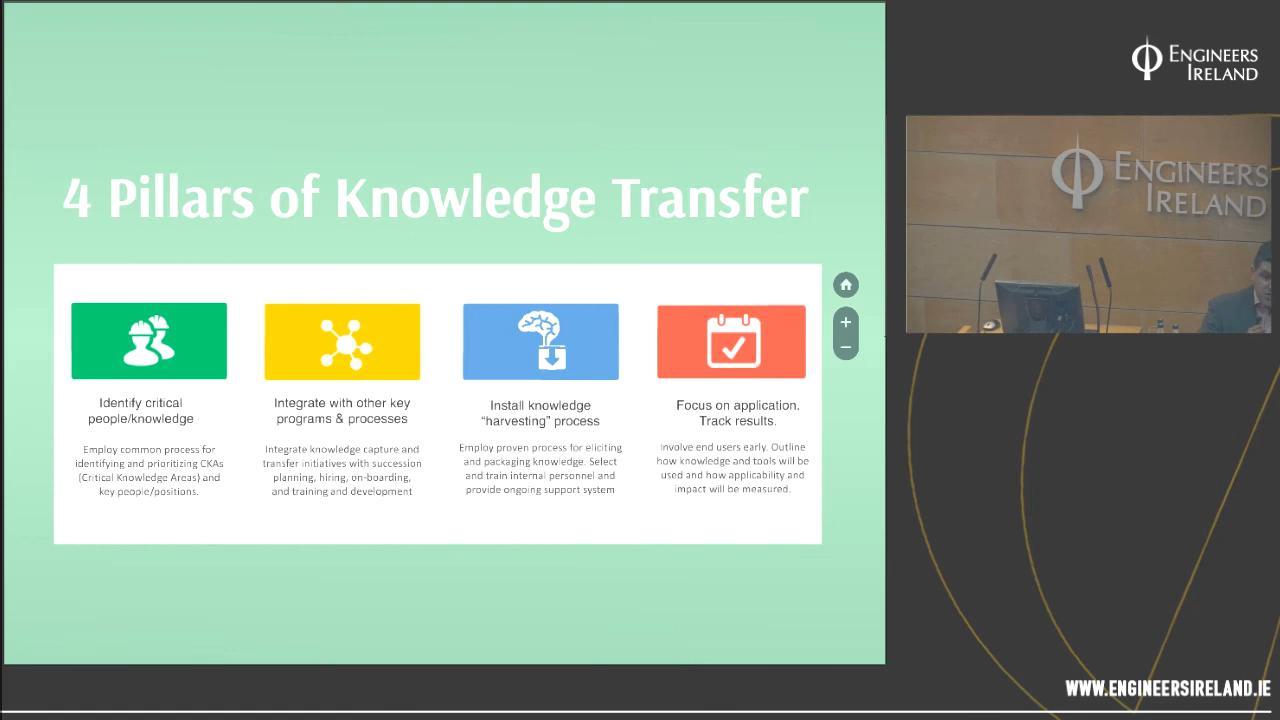 4 Pillars of Knowledge Transfer
Identify critical
people/knowledge
Employ common process for
identifying and prioritizing CKAs
(Critical Knowledge Areas) and
key people/positions.
Integrate with other key
programs & processes
Integrate knowledge capture and
transfer initiatives with succession
planning, hiring, on-boarding,
and training and development
Install knowledge
“harvesting” process
Employ proven process for eliciting
and packaging knowledge. Select
and train internal personnel and
provide ongoing support system
Focus on application.
Track results.
Involve end users early. Outline
how knowledge and tools will be
used and how applicability and
impact will be measured.
ENGINEERS
IRELAND
ENGINEERS
IRELAND
WWW.ENGINEERSIRELAND.IE